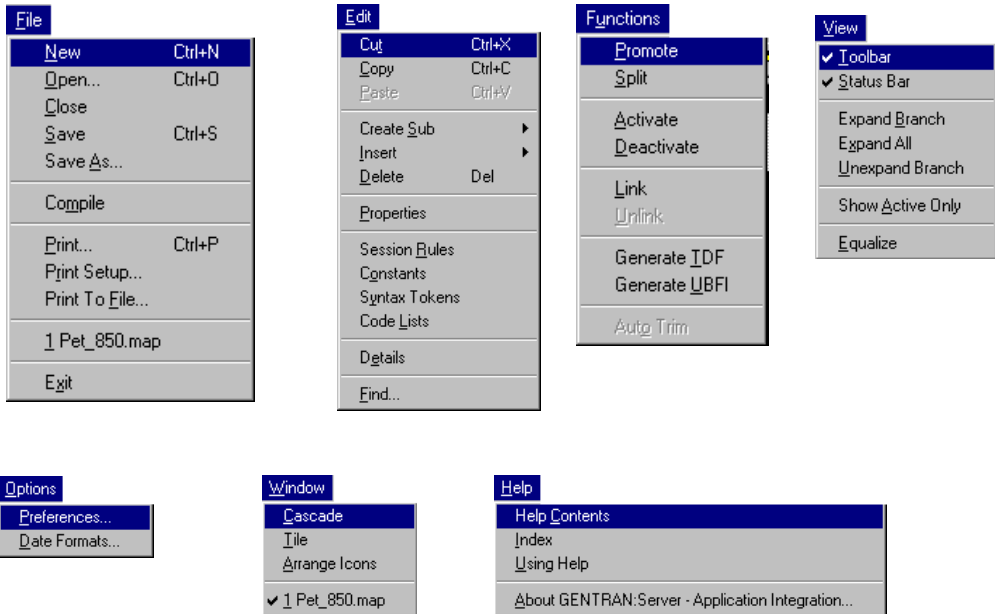 File
New Ctrl+N
Open... Ctrl+O
Close
Save Ctrl+S
Save As...
Compile
Print... Ctrl+P
Print Setup...
Print To File...
1 Pet_850.map
Exit
Edit
Cut Ctrl+X
Copy Ctrl+C
Paste Ctrl+V
Create Sub
Insert
Delete Del
Properties
Session Rules
Constants
Syntax Tokens
Code Lists
Details
Find...
Functions
Promote
Split
Activate
Deactivate
Link
Unlink
Generate TDF
Generate UBFI
Auto Trim
View
Toolbar
Status Bar
Expand Branch
Expand All
Unexpand Branch
Show Active Only
Equalize
Options
Preferences...
Date Formats...
Window
Cascade
Tile
Arrange Icons
1 Pet_850.map
Help
Help Contents
Index
Using Help
About GENTRAN:Server - Application Integration...